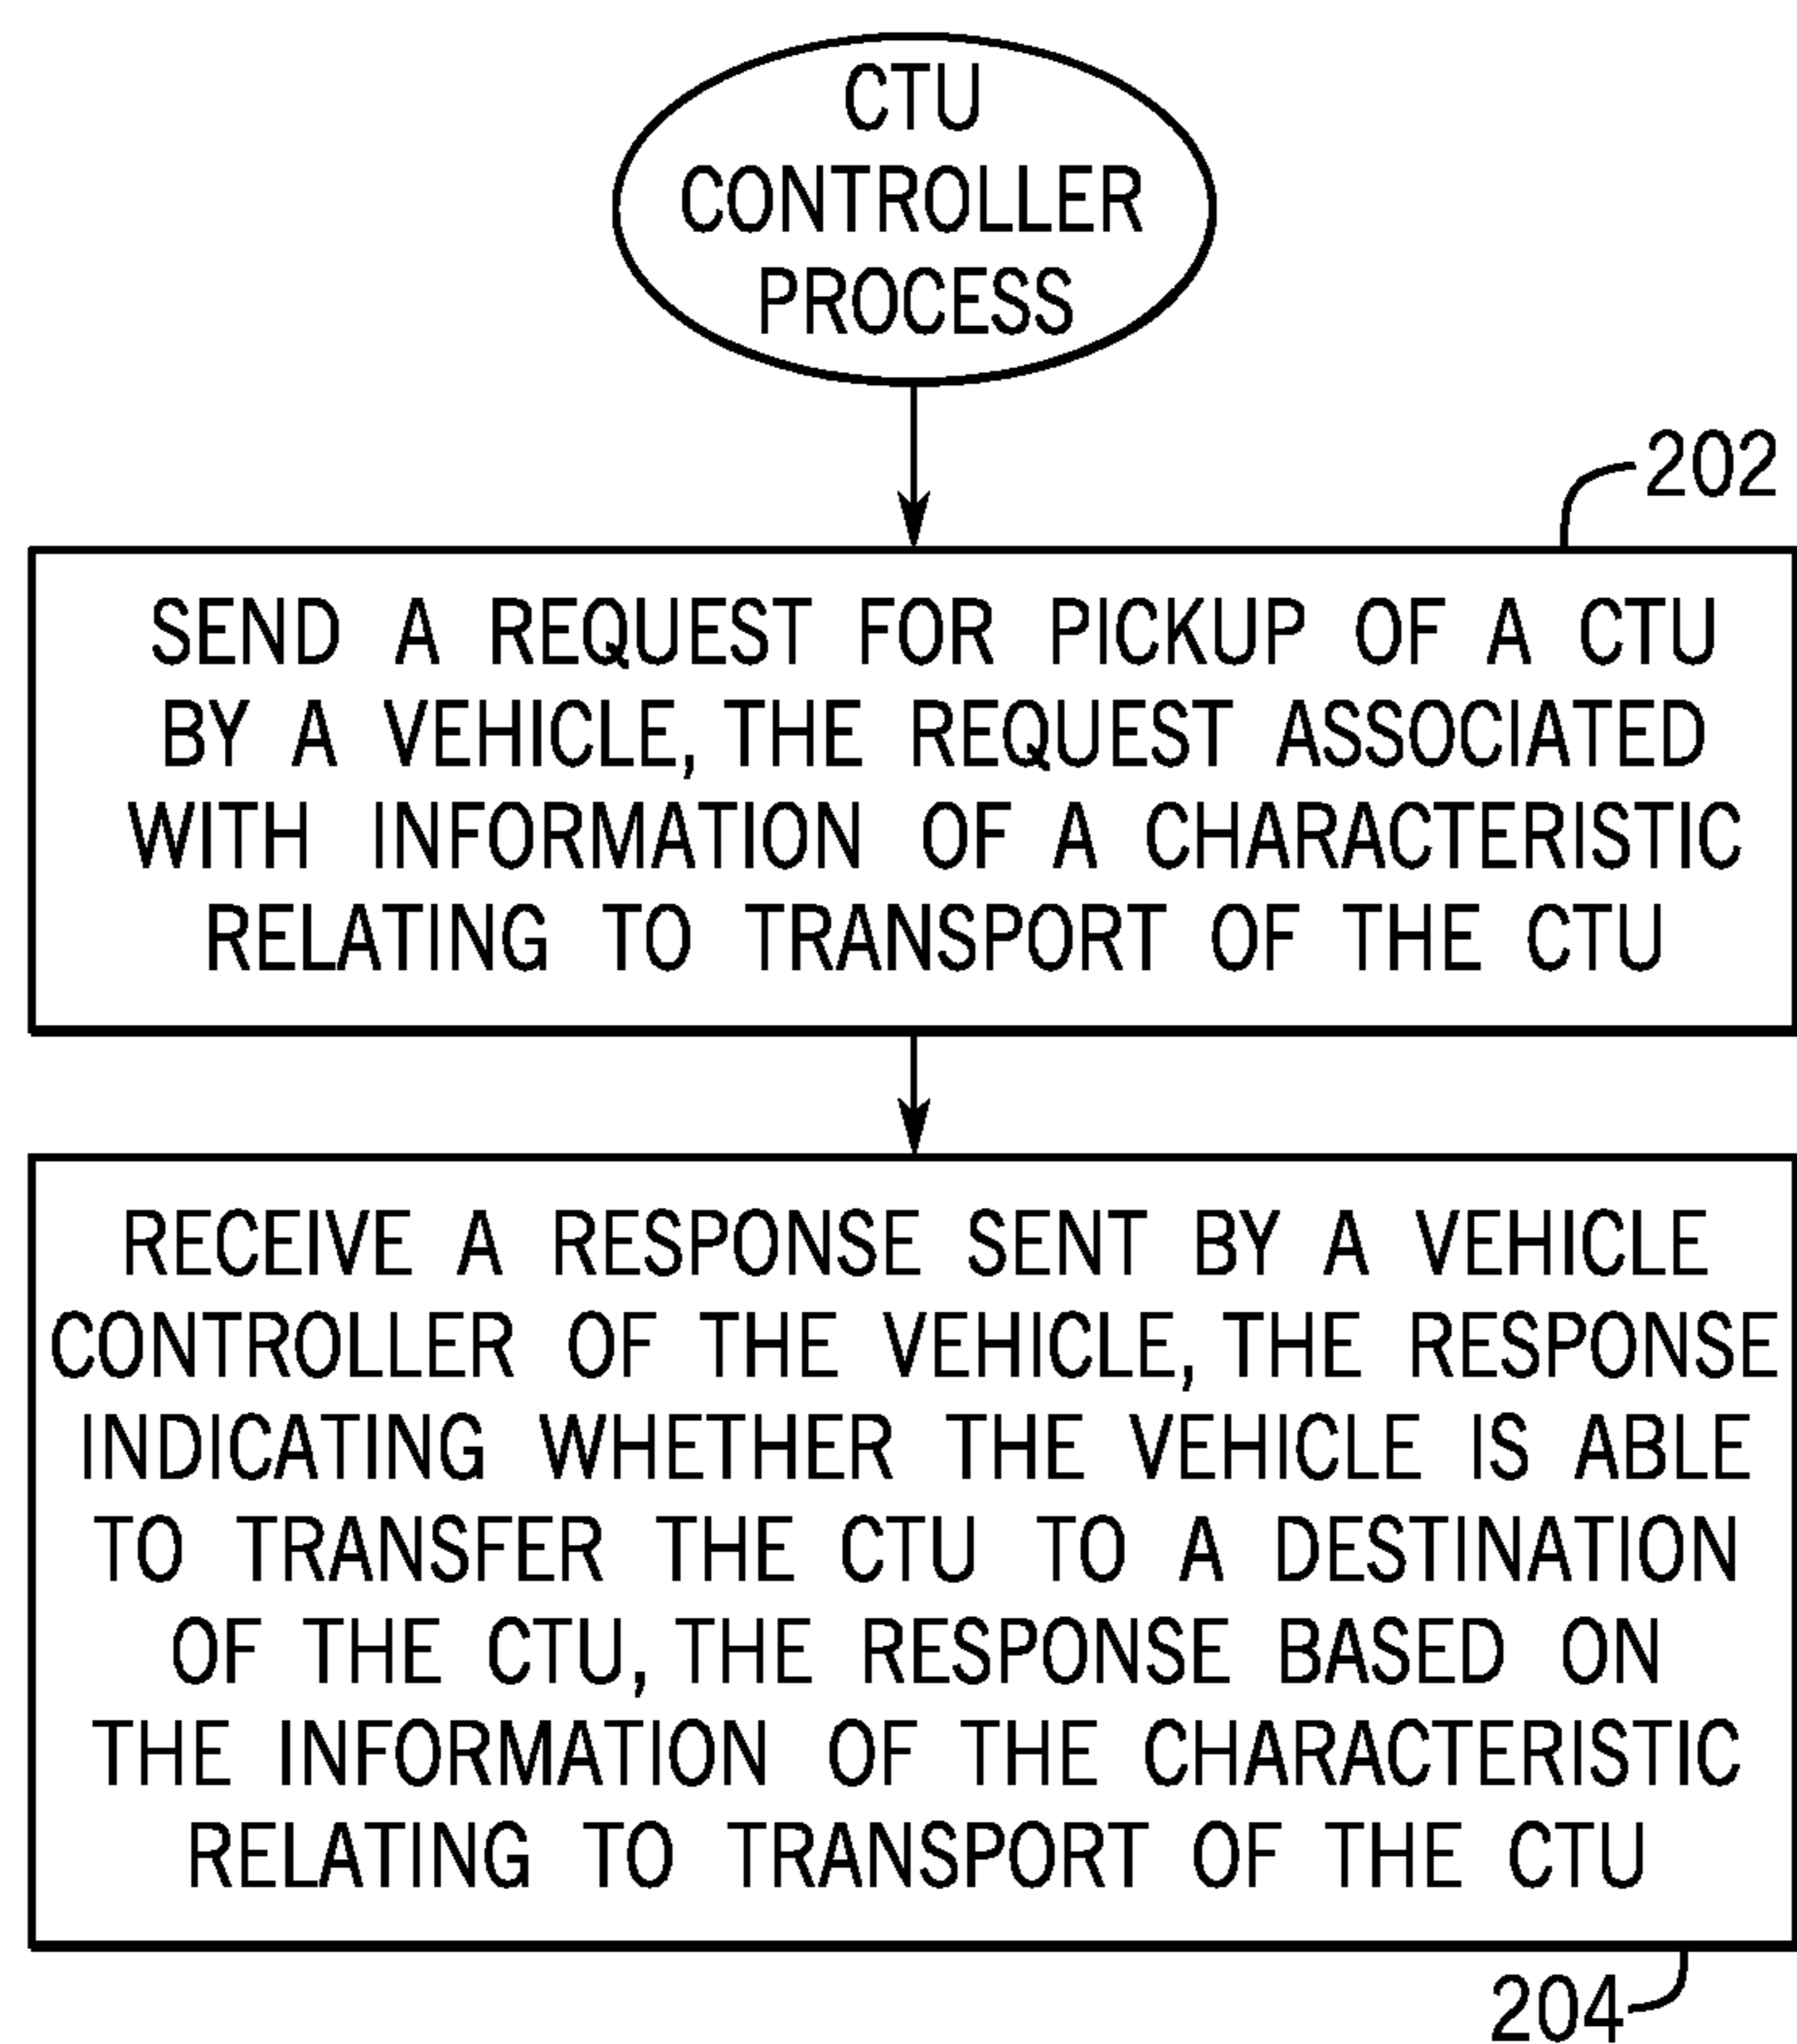 CTU
CONTROLLER
PROCESS
202
SEND A REQUEST FOR PICKUP OF A CTU
BY A VEHICLE, THE REQUEST ASSOCIATED
WITH INFORMATION OF A CHARACTERISTIC
RELATING TO TRANSPORT OF THE CTU
RECEIVE A RESPONSE SENT BY A VEHICLE
CONTROLLER OF THE VEHICLE, THE RESPONSE
INDICATING WHETHER THE VEHICLE IS ABLE
TO TRANSFER THE CTU TO A DESTINATION
OF THE CTU, THE RESPONSE BASED ON
THE INFORMATION OF THE CHARACTERISTIC
RELATING TO TRANSPORT OF THE CTU
204